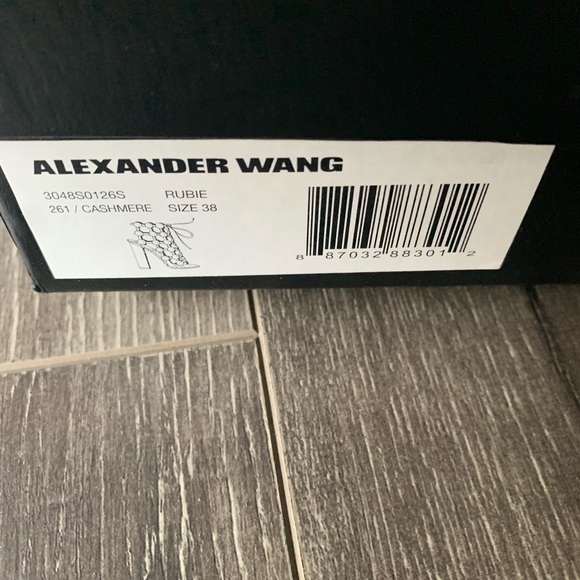 ALEXANDER WANG
3048S0126S RUBIE
261 / CASHMERE SIZE 38
8 87032 88301 2